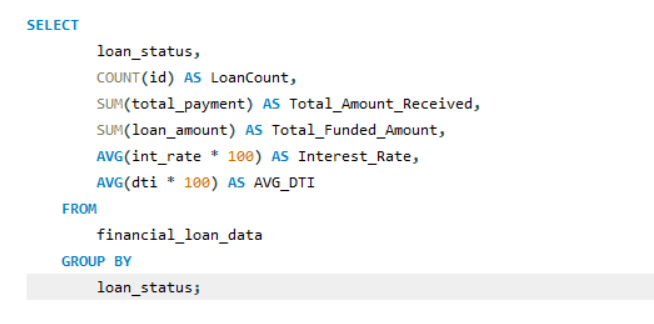 SELECT
loan_status,
COUNT(id) AS LoanCount,
SUM(total_payment) AS Total_Amount_Received,
SUM(loan_amount) AS Total_Funded_Amount,
AVG(int_rate * 100) AS Interest_Rate,
AVG(dti * 100) AS AVG_DTI
FROM
financial_loan_data
GROUP BY
loan_status;